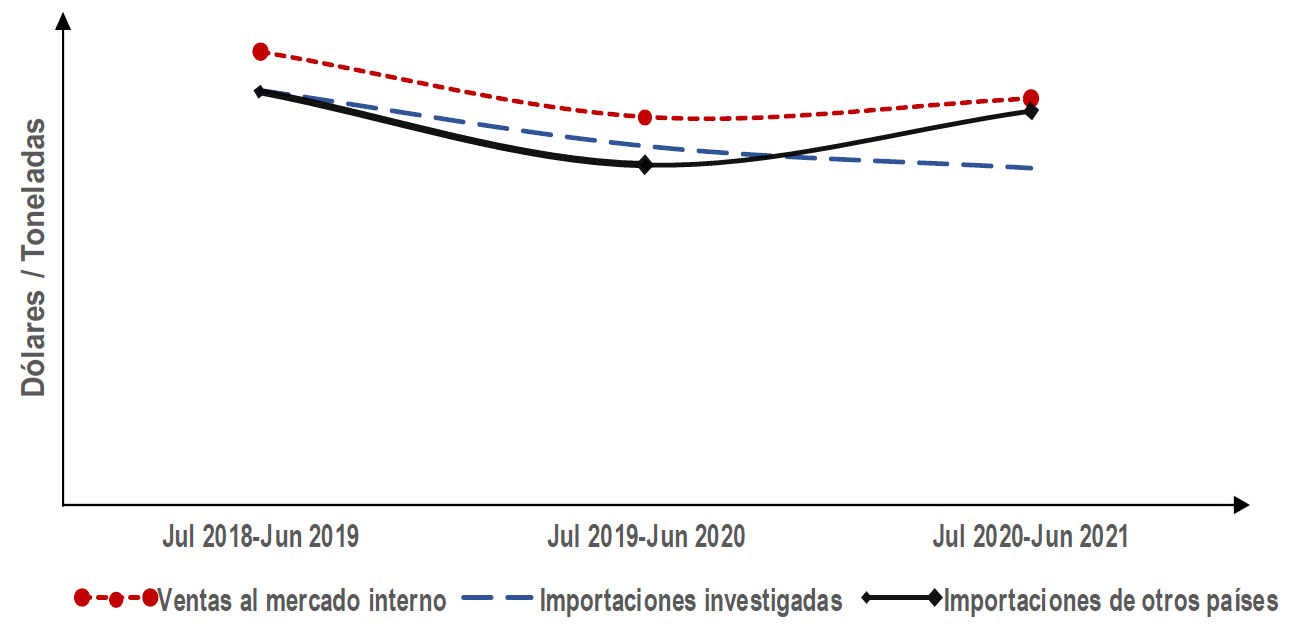 Dólares / Toneladas
Jul 2018-Jun 2019 Jul 2019-Jun 2020 Jul 2020-Jun 2021
Ventas al mercado interno Importaciones investigadas Importaciones de otros países